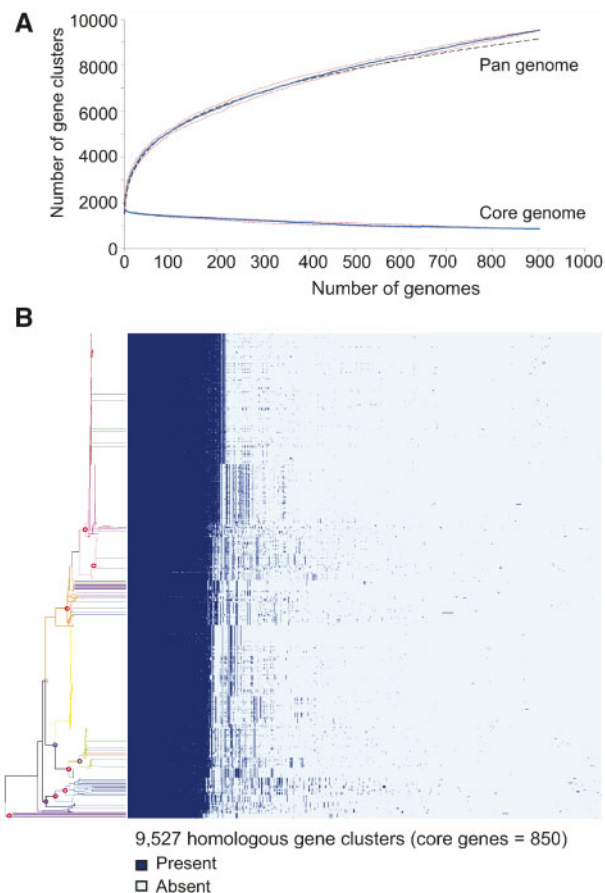 A
Number of gene clusters
10000
8000
6000
4000
2000
0
Pan genome
Core genome
0 100 200 300 400 500 600 700 800 900 1000
Number of genomes
B
9,527 homologous gene clusters (core genes = 850)
Present
Absent